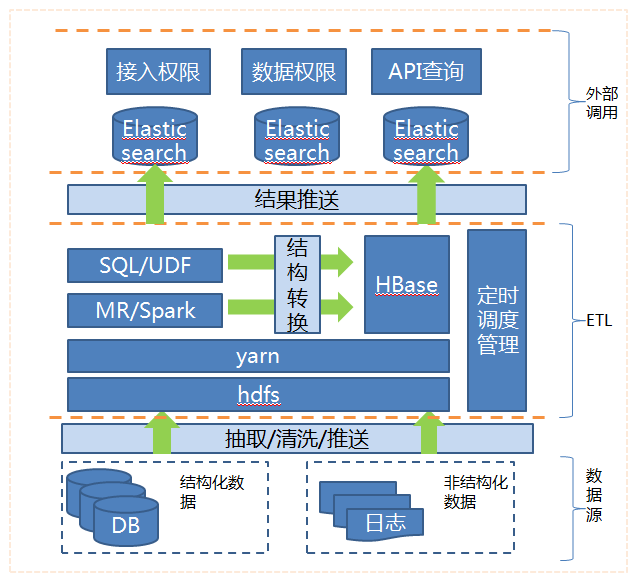 接入权限
数据权限
API查询
外部
调用
Elastic
search
Elastic
search
Elastic
search
结果推送
SQL/UDF
MR/Spark
结
构
转
换
HBase
定时
调度
管理
ETL
yarn
hdfs
抽取/清洗/推送
DB
结构化数
据
日志
非结构化
数据
数
据
源